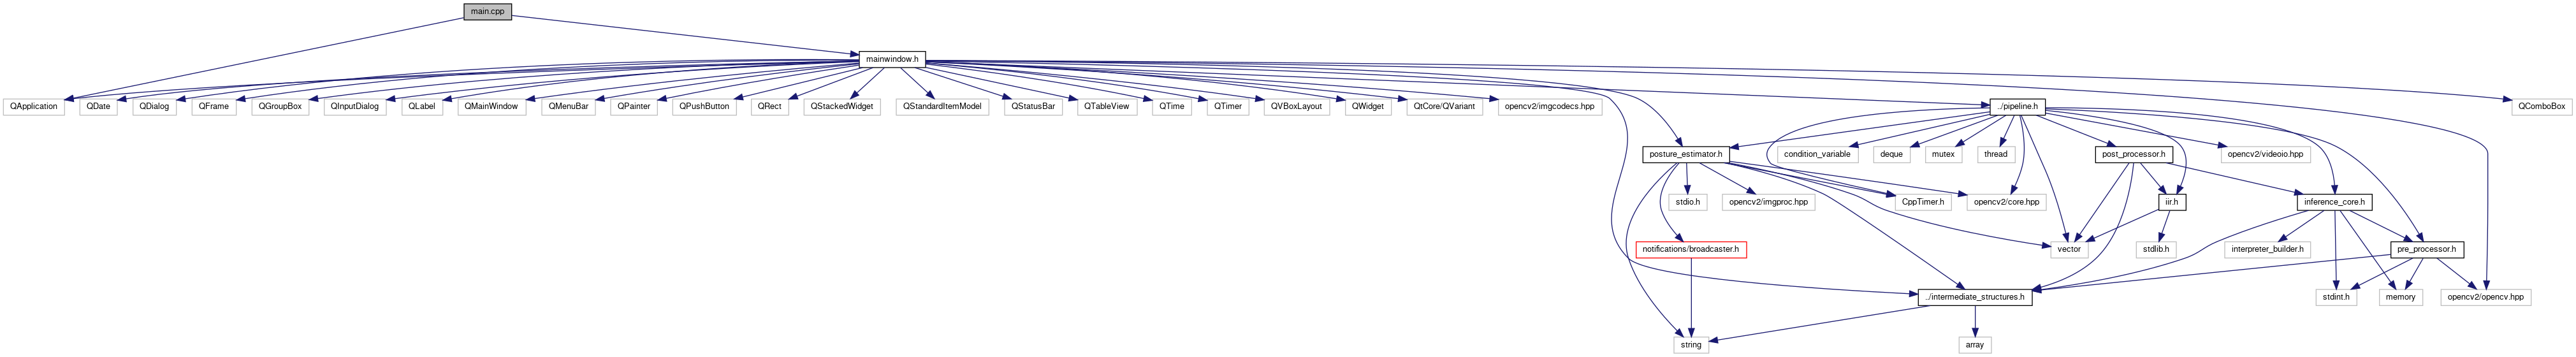 main.cpp
mainwindow.h
QApplication
QDate
QDialog
QFrame
QGroupBox
QInputDialog
QLabel
QMainWindow
QMenuBar
QPainter
QPushButton
QRect
QStackedWidget
QStandardItemModel
QStatusBar
QTableView
QTime
QTimer
QVBoxLayout
QWidget
QtCore/QVariant
opencv2/imgcodecs.hpp
../pipeline.h
QComboBox
posture_estimator.h
condition_variable
deque
mutex
thread
post_processor.h
opencv2/videoio.hpp
stdio.h
opencv2/imgproc.hpp
CppTimer.h
opencv2/core.hpp
iir.h
inference_core.h
notifications/broadcaster.h
vector
stdlib.h
interpreter_builder.h
pre_processor.h
../intermediate_structures.h
stdint.h
memory
opencv2/opencv.hpp
string
array